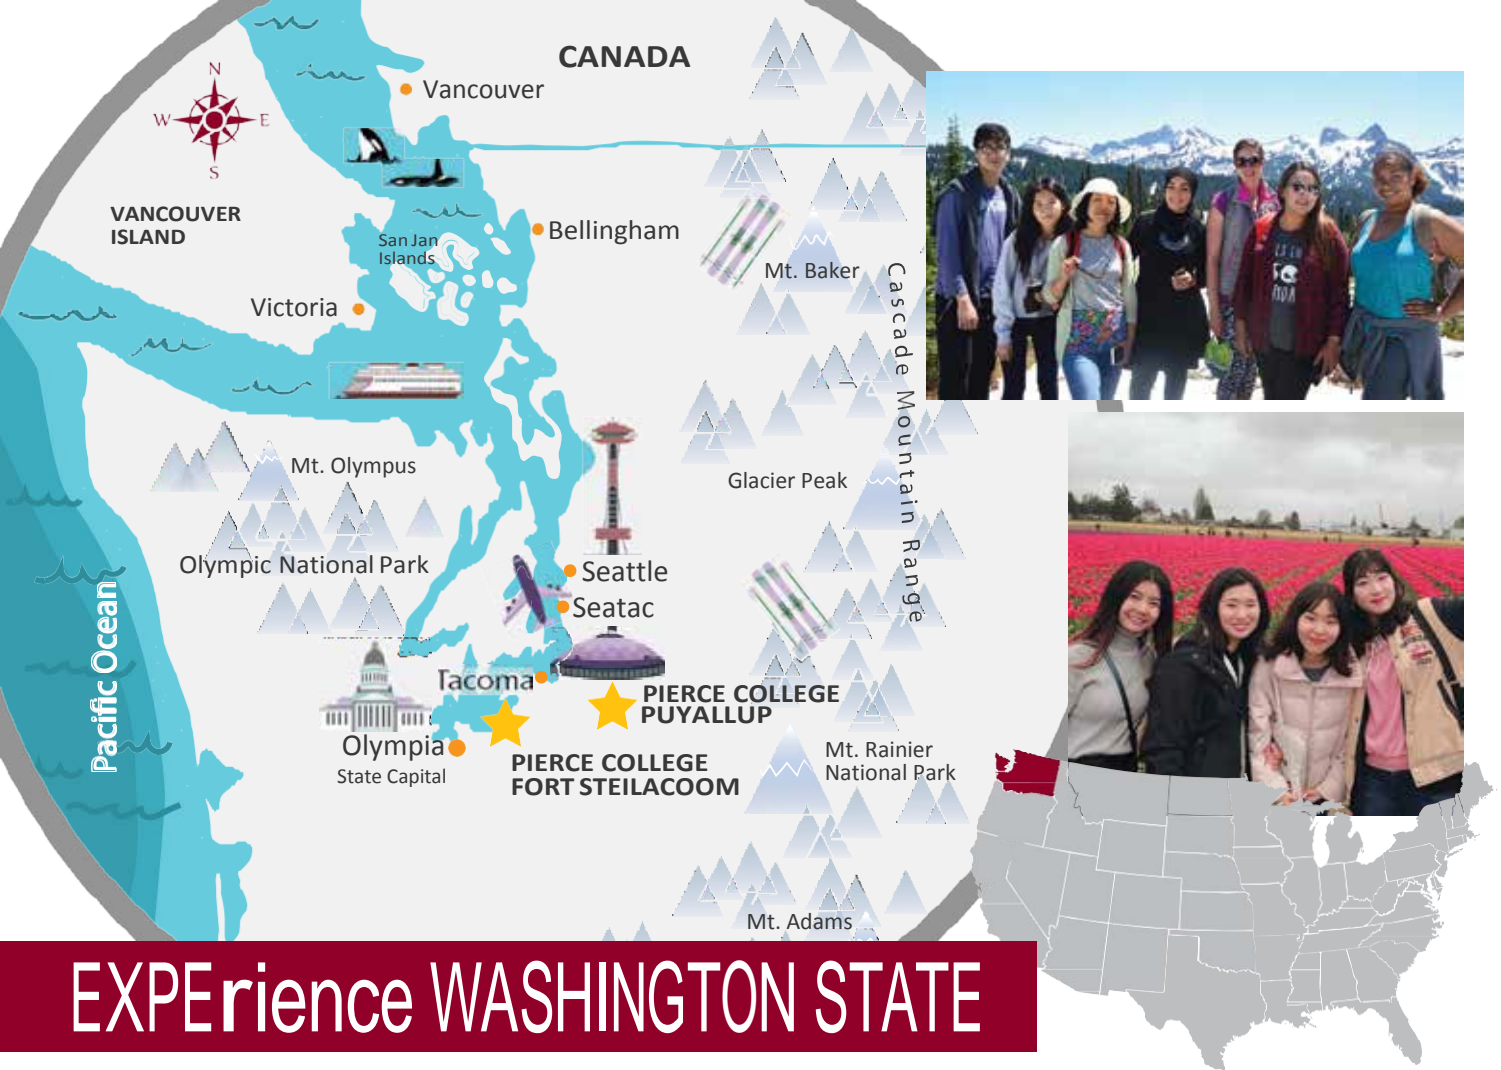 CANADA
Vancouver
N
W
E
S
VANCOUVER
ISLAND
Bellingham
San Jan
Islands
Mt. Baker
Victoria
Cascade Mountain Range
Mt. Olympus
Glacier Peak
Olympic National Park
Seattle
Seatac
Pacific Ocean
Tacoma
PIERCE COLLEGE
PUYALLUP
Olympia
State Capital
PIERCE COLLEGE
FORT STEILACOOM
Mt. Rainier
National Park
Mt. Adams
EXPErience WASHINGTON STATE